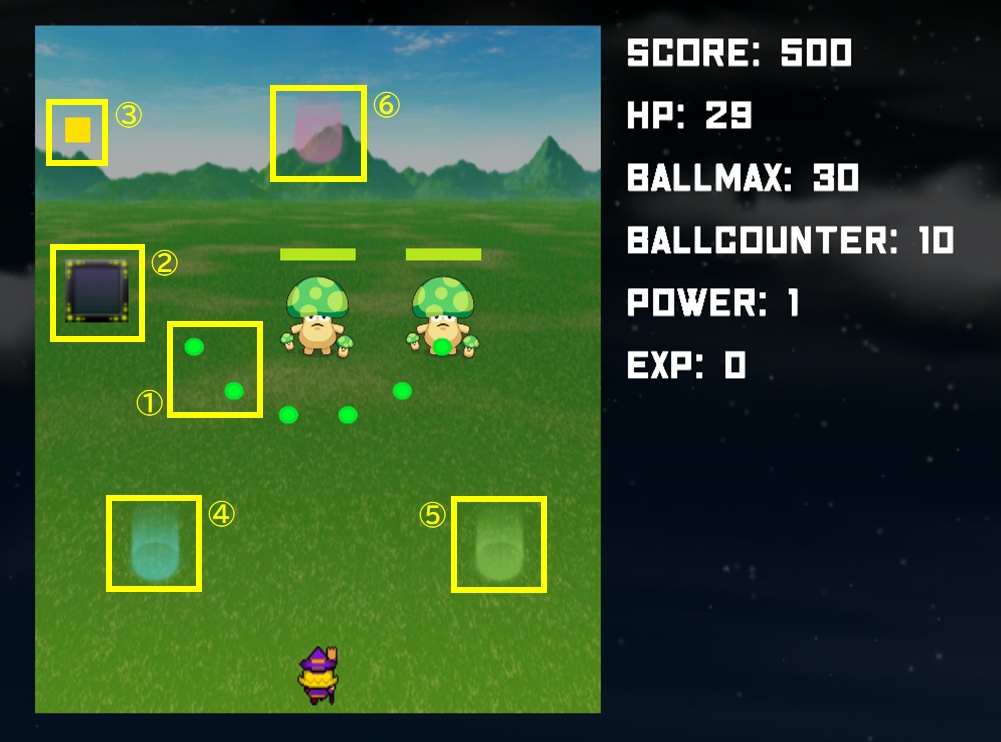 SCORE: 500
HP: 29
BALLMAX: 30
BALLCOUNTER: 10
POWER: 1
EXP: 0
③
⑥
②
①
④
⑤